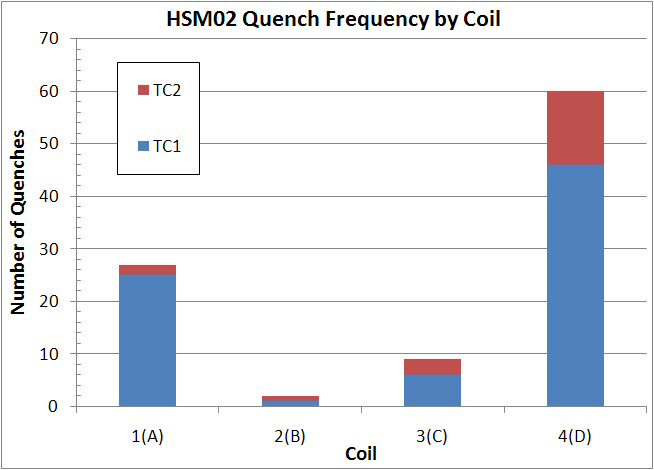 HSM02 Quench Frequency by Coil
70
60
50
40
30
20
10
0
Number of Quenches
TC2
TC1
1(A) 2(B) 3(C) 4(D)
Coil